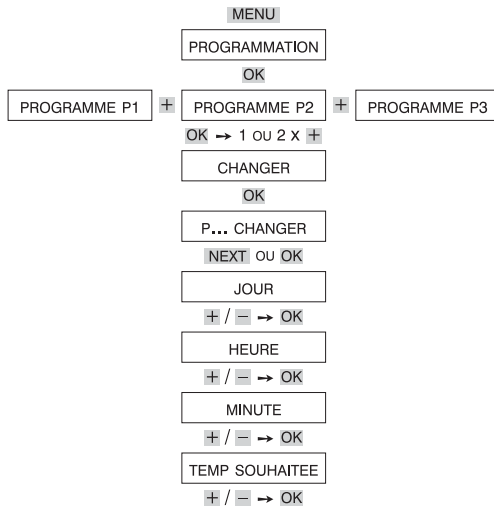 MENU
PROGRAMMATION
OK
PROGRAMME P1 + PROGRAMME P2 + PROGRAMME P3
OK → 1 OU 2 X +
CHANGER
OK
P... CHANGER
NEXT OU OK
JOUR
+ / − → OK
HEURE
+ / − → OK
MINUTE
+ / − → OK
TEMP SOUHAITEE
+ / − → OK